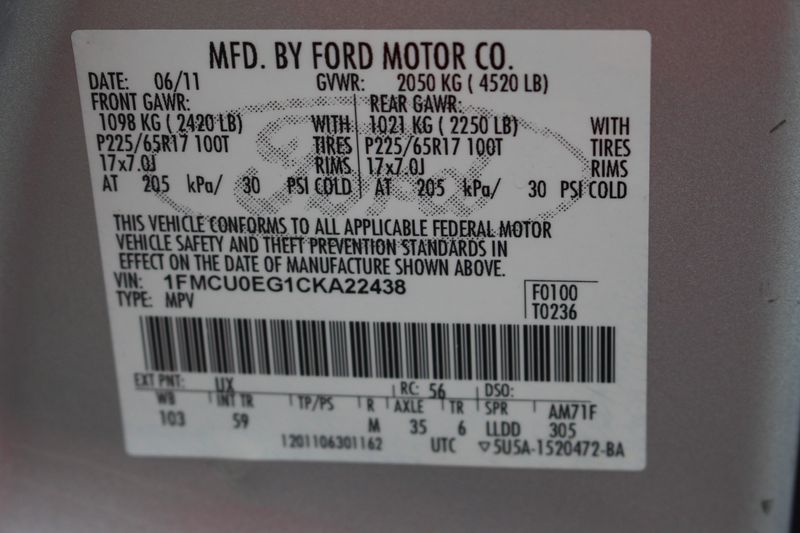 MFD. BY FORD MOTOR CO.
DATE: 06/11 GVWR: 2050 KG ( 4520 LB)
FRONT GAWR: REAR GAWR:
1098 KG ( 2420 LB) WITH 1021 KG ( 2250 LB) WITH
P225/65R17 100T TIRES P225/65R17 100T TIRES
17x7.0J RIMS 17x7.0J RIMS
AT 205 kPa/ 30 PSI COLD AT 205 kPa/ 30 PSI COLD
Ford
THIS VEHICLE CONFORMS TO ALL APPLICABLE FEDERAL MOTOR
VEHICLE SAFETY AND THEFT PREVENTION STANDARDS IN
EFFECT ON THE DATE OF MANUFACTURE SHOWN ABOVE.
VIN: 1FMCU0EG1CKA22438 F0100
TYPE: MPV T0236
EXT PNT: UX RC: 56 DSO:
WB INT TR TP/PS R AXLE TR SPR AM71F
103 59 M 35 6 LLDD 305
1201106301162 UTC ▽5U5A-1520472-BA